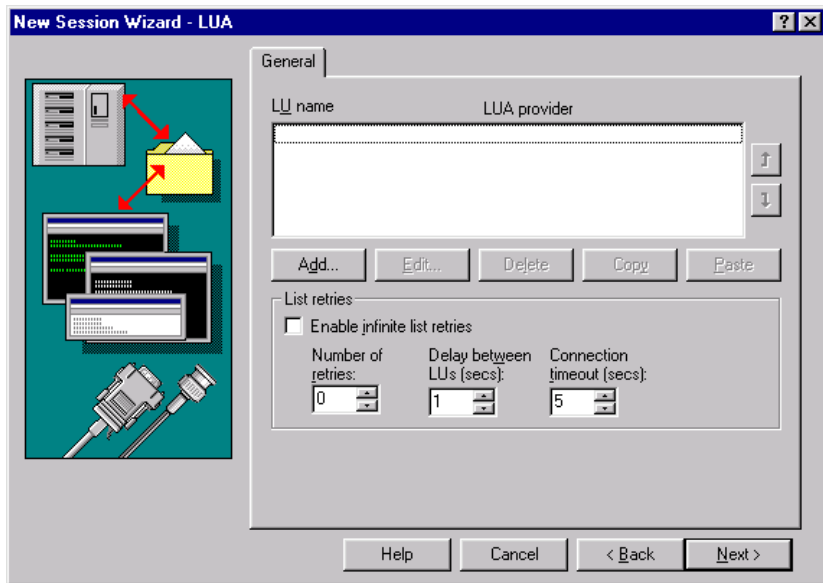 New Session Wizard - LUA
General
LU name LUA provider
Add... Edit... Delete Copy Paste
List retries
Enable infinite list retries
Number of retries:
Delay between LUs (secs):
Connection timeout (secs):
0 1 5
Help Cancel < Back Next >